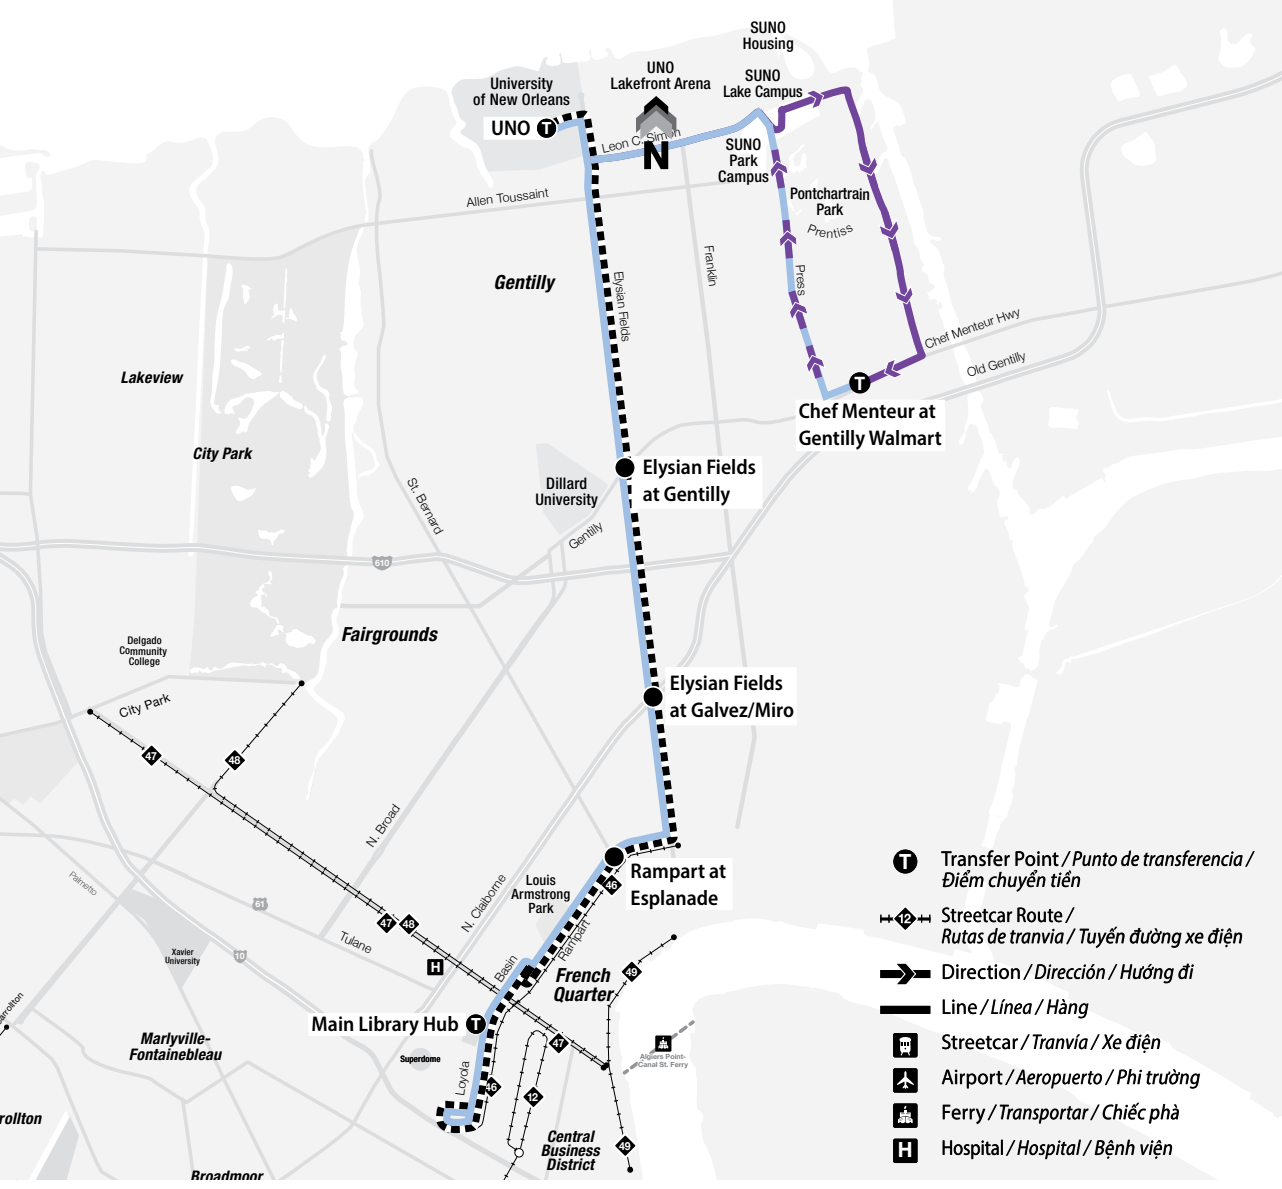 SUNO
Housing
UNO
Lakefront Arena
SUNO
Lake Campus
University
of New Orleans
UNO T
Leon C. Simon
N
SUNO
Park
Campus
Pontchartrain
Park
Prentiss
Allen Toussaint
Gentilly
Elysian Fields
Franklin
Press
Chef Menteur Hwy
Old Gentilly
T
Chef Menteur at
Gentilly Walmart
Lakeview
City Park
Elysian Fields
at Gentilly
Dillard
University
St. Bernard
Gentilly
610
Fairgrounds
Delgado
Community
College
City Park
Elysian Fields
at Galvez/Miro
47
48
N. Broad
Palmetto
61
Rampart at
Esplanade
46
Louis
Armstrong
Park
N. Claiborne
47
48
Tulane
10
Xavier
University
H
Basin
Rampart
French
Quarter
49
Main Library Hub T
Marlyville-
Fontainebleau
Superdome
Loyola
47
Algiers Point-
Canal St. Ferry
46
12
49
Central
Business
District
Broadmoor
rrollton
arrollton
T Transfer Point / Punto de transferencia /
Điểm chuyển tiền
12 Streetcar Route /
Rutas de tranvia / Tuyến đường xe điện
Direction / Dirección / Hướng đi
Line / Línea / Hàng
Streetcar / Tranvía / Xe điện
Airport / Aeropuerto / Phi trường
Ferry / Transportar / Chiếc phà
H Hospital / Hospital / Bệnh viện